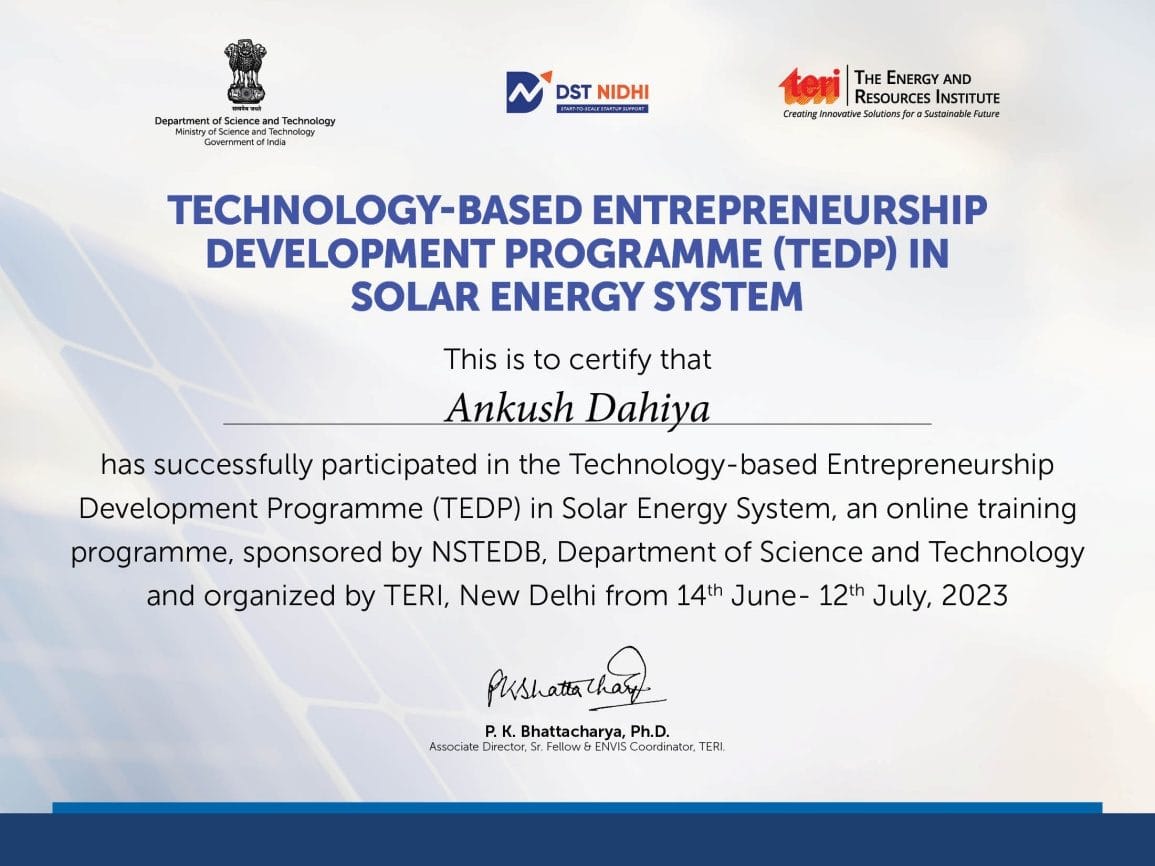 सत्यमेव जयते
Department of Science and Technology
Ministry of Science and Technology
Government of India
DST NIDHI
START-TO-SCALE STARTUP SUPPORT
teri
THE ENERGY AND
RESOURCES INSTITUTE
Creating Innovative Solutions for a Sustainable Future
TECHNOLOGY-BASED ENTREPRENEURSHIP
DEVELOPMENT PROGRAMME (TEDP) IN
SOLAR ENERGY SYSTEM
This is to certify that
Ankush Dahiya
has successfully participated in the Technology-based Entrepreneurship
Development Programme (TEDP) in Solar Energy System, an online training
programme, sponsored by NSTEDB, Department of Science and Technology
and organized by TERI, New Delhi from 14th June- 12th July, 2023
PKBhattacharya
P. K. Bhattacharya, Ph.D.
Associate Director, Sr. Fellow & ENVIS Coordinator, TERI.